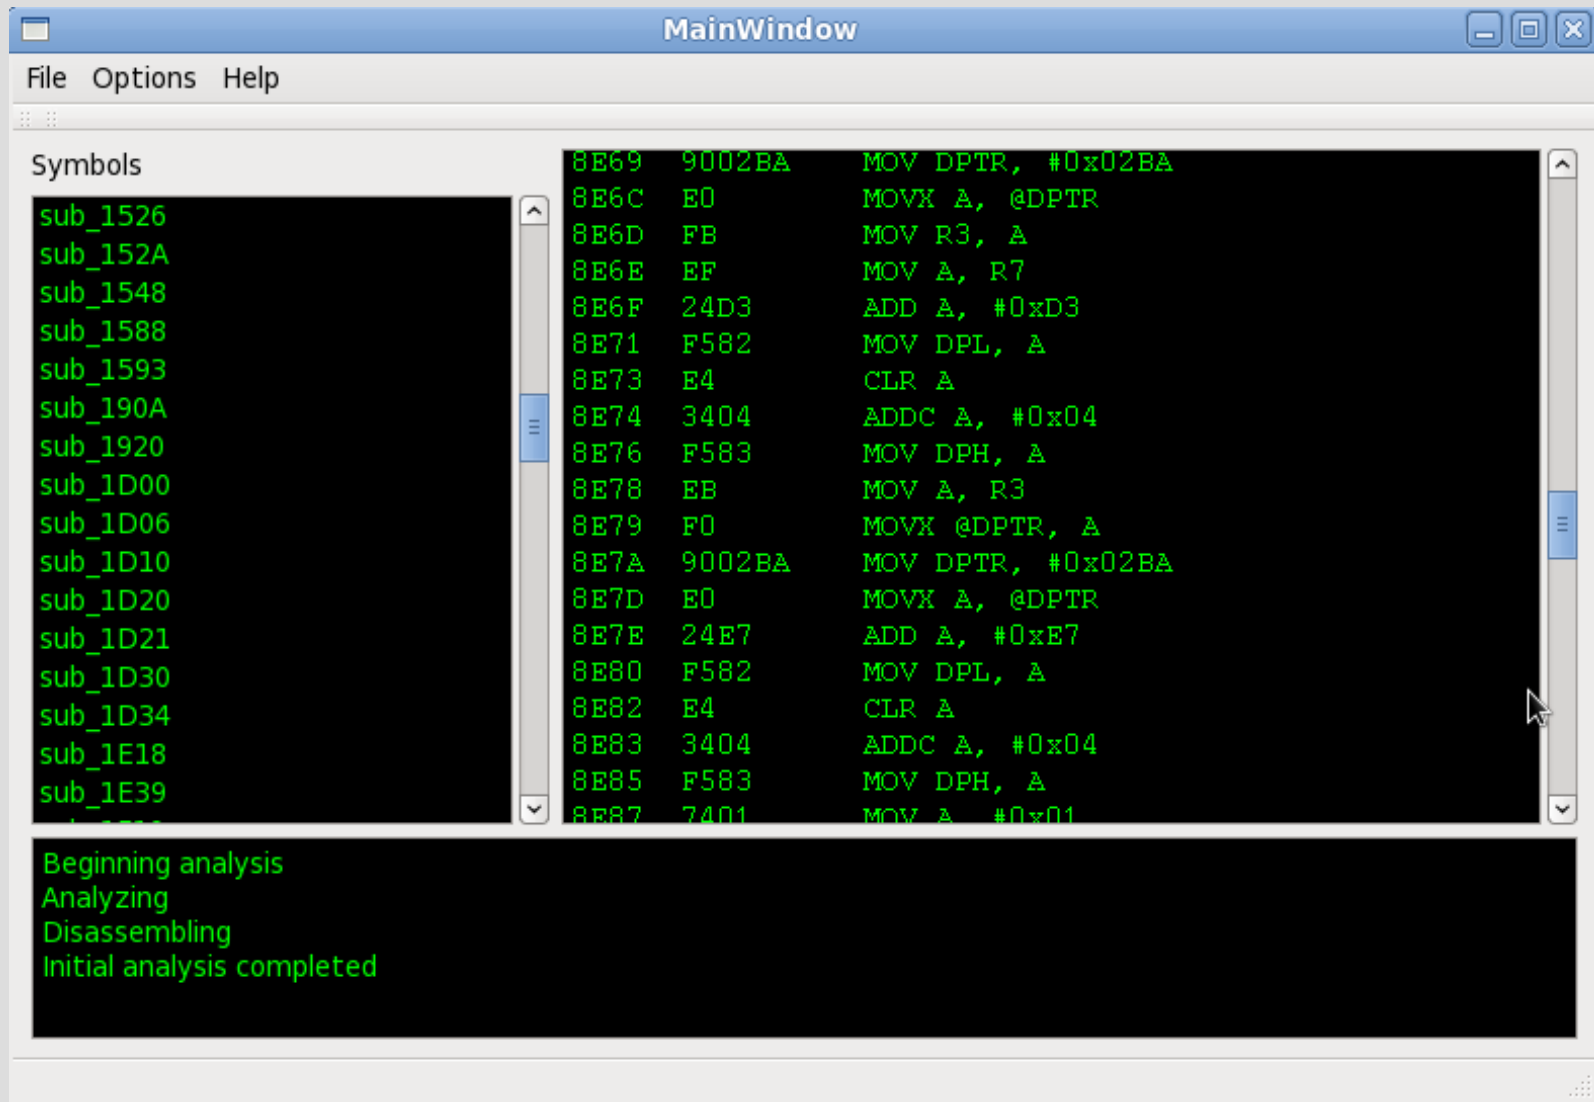 MainWindow
File Options Help
Symbols
sub_1526
sub_152A
sub_1548
sub_1588
sub_1593
sub_190A
sub_1920
sub_1D00
sub_1D06
sub_1D10
sub_1D20
sub_1D21
sub_1D30
sub_1D34
sub_1E18
sub_1E39
8E69 9002BA MOV DPTR, #0x02BA
8E6C E0 MOVX A, @DPTR
8E6D FB MOV R3, A
8E6E EF MOV A, R7
8E6F 24D3 ADD A, #0xD3
8E71 F582 MOV DPL, A
8E73 E4 CLR A
8E74 3404 ADDC A, #0x04
8E76 F583 MOV DPH, A
8E78 EB MOV A, R3
8E79 F0 MOVX @DPTR, A
8E7A 9002BA MOV DPTR, #0x02BA
8E7D E0 MOVX A, @DPTR
8E7E 24E7 ADD A, #0xE7
8E80 F582 MOV DPL, A
8E82 E4 CLR A
8E83 3404 ADDC A, #0x04
8E85 F583 MOV DPH, A
8E87 7401 MOV A, #0x01
Beginning analysis
Analyzing
Disassembling
Initial analysis completed